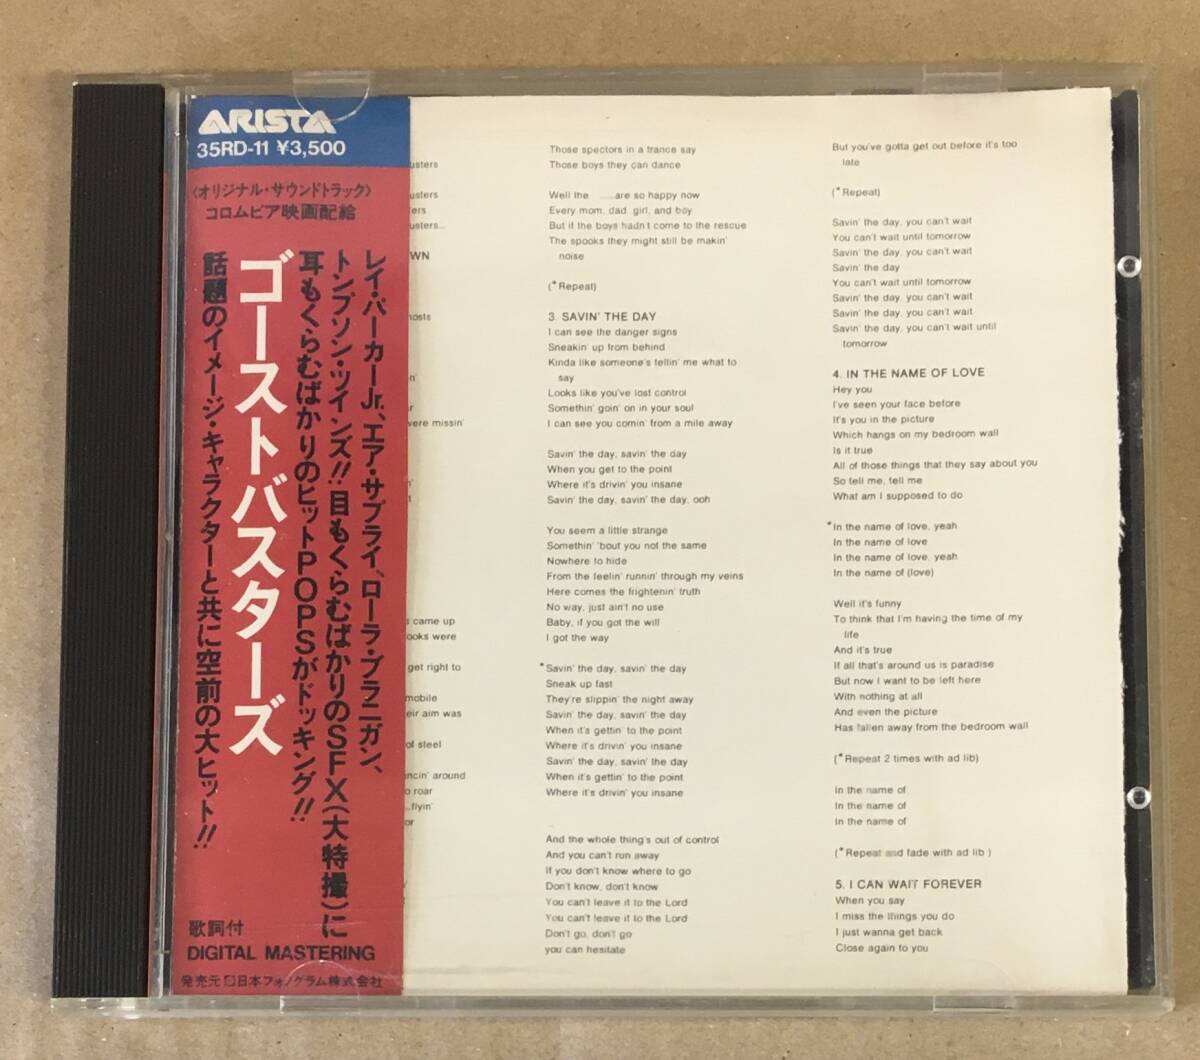 ARISTA
35RD-11 ¥3,500
〈オリジナル・サウンドトラック〉
コロムビア映画配給
レイ・パーカーJr.、エア・サプライ、ローラ・ブラニガン、
トンプソン・ツインズ!!目もくらむばかりのSFX(大特撮)に
耳もくらむばかりのヒットPOPSがドッキング!!
ゴーストバスターズ
話題のイメージ・キャラクターと共に空前の大ヒット!!
歌詞付
DIGITAL MASTERING
発売元 日本フォノグラム株式会社
usters
usters
ers
usters...
WN
hosts
n'
ar
were missin'
n'
t
s came up
ooks were
get right to
mobile
eir aim was
of steel
ncin' around
o roar
...flyin'
or
Those spectors in a trance say
Those boys they can dance
Well the ......are so happy now
Every mom, dad, girl, and boy
But if the boys hadn't come to the rescue
The spooks they might still be makin'
noise
(*Repeat)
3. SAVIN' THE DAY
I can see the danger signs
Sneakin' up from behind
Kinda like someone's tellin' me what to
say
Looks like you've lost control
Somethin' goin' on in your soul
I can see you comin' from a mile away
Savin' the day, savin' the day
When you get to the point
Where it's drivin' you insane
Savin' the day, savin' the day, ooh
You seem a little strange
Somethin' 'bout you not the same
Nowhere to hide
From the feelin' runnin' through my veins
Here comes the frightenin' truth
No way, just ain't no use
Baby, if you got the will
I got the way
*Savin' the day, savin' the day
Sneak up fast
They're slippin' the night away
Savin' the day, savin' the day
When it's gettin' to the point
Where it's drivin' you insane
Savin' the day, savin' the day
When it's gettin' to the point
Where it's drivin' you insane
And the whole thing's out of control
And you can't run away
If you don't know where to go
Don't know, don't know
You can't leave it to the Lord
You can't leave it to the Lord
Don't go, don't go
you can hesitate
But you've gotta get out before it's too
late
(*Repeat)
Savin' the day, you can't wait
You can't wait until tomorrow
Savin' the day, you can't wait
Savin' the day
You can't wait until tomorrow
Savin' the day, you can't wait
Savin' the day, you can't wait
Savin' the day, you can't wait until
tomorrow
4. IN THE NAME OF LOVE
Hey you
I've seen your face before
It's you in the picture
Which hangs on my bedroom wall
Is it true
All of those things that they say about you
So tell me, tell me
What am I supposed to do
*In the name of love, yeah
In the name of love
In the name of love, yeah
In the name of (love)
Well it's funny
To think that I'm having the time of my
life
And it's true
If all that's around us is paradise
But now I want to be left here
With nothing at all
And even the picture
Has fallen away from the bedroom wall
(*Repeat 2 times with ad lib)
In the name of
In the name of
In the name of
(*Repeat and fade with ad lib )
5. I CAN WAIT FOREVER
When you say
I miss the things you do
I just wanna get back
Close again to you